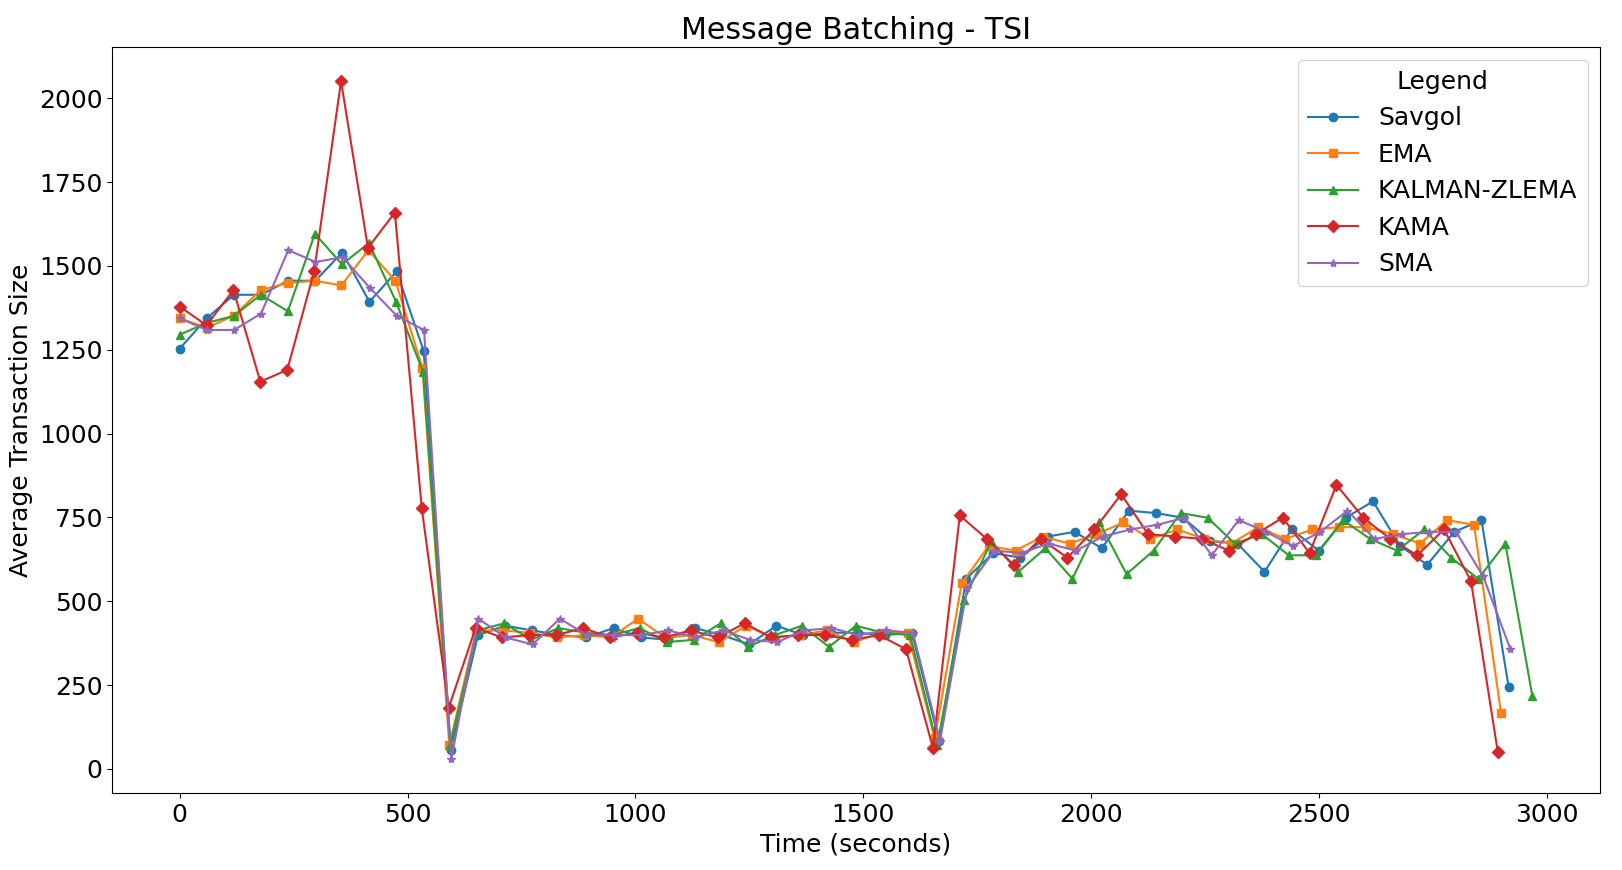 Message Batching - TSI
Legend
Savgol
EMA
KALMAN-ZLEMA
KAMA
SMA
Average Transaction Size
2000
1750
1500
1250
1000
750
500
250
0
0 500 1000 1500 2000 2500 3000
Time (seconds)